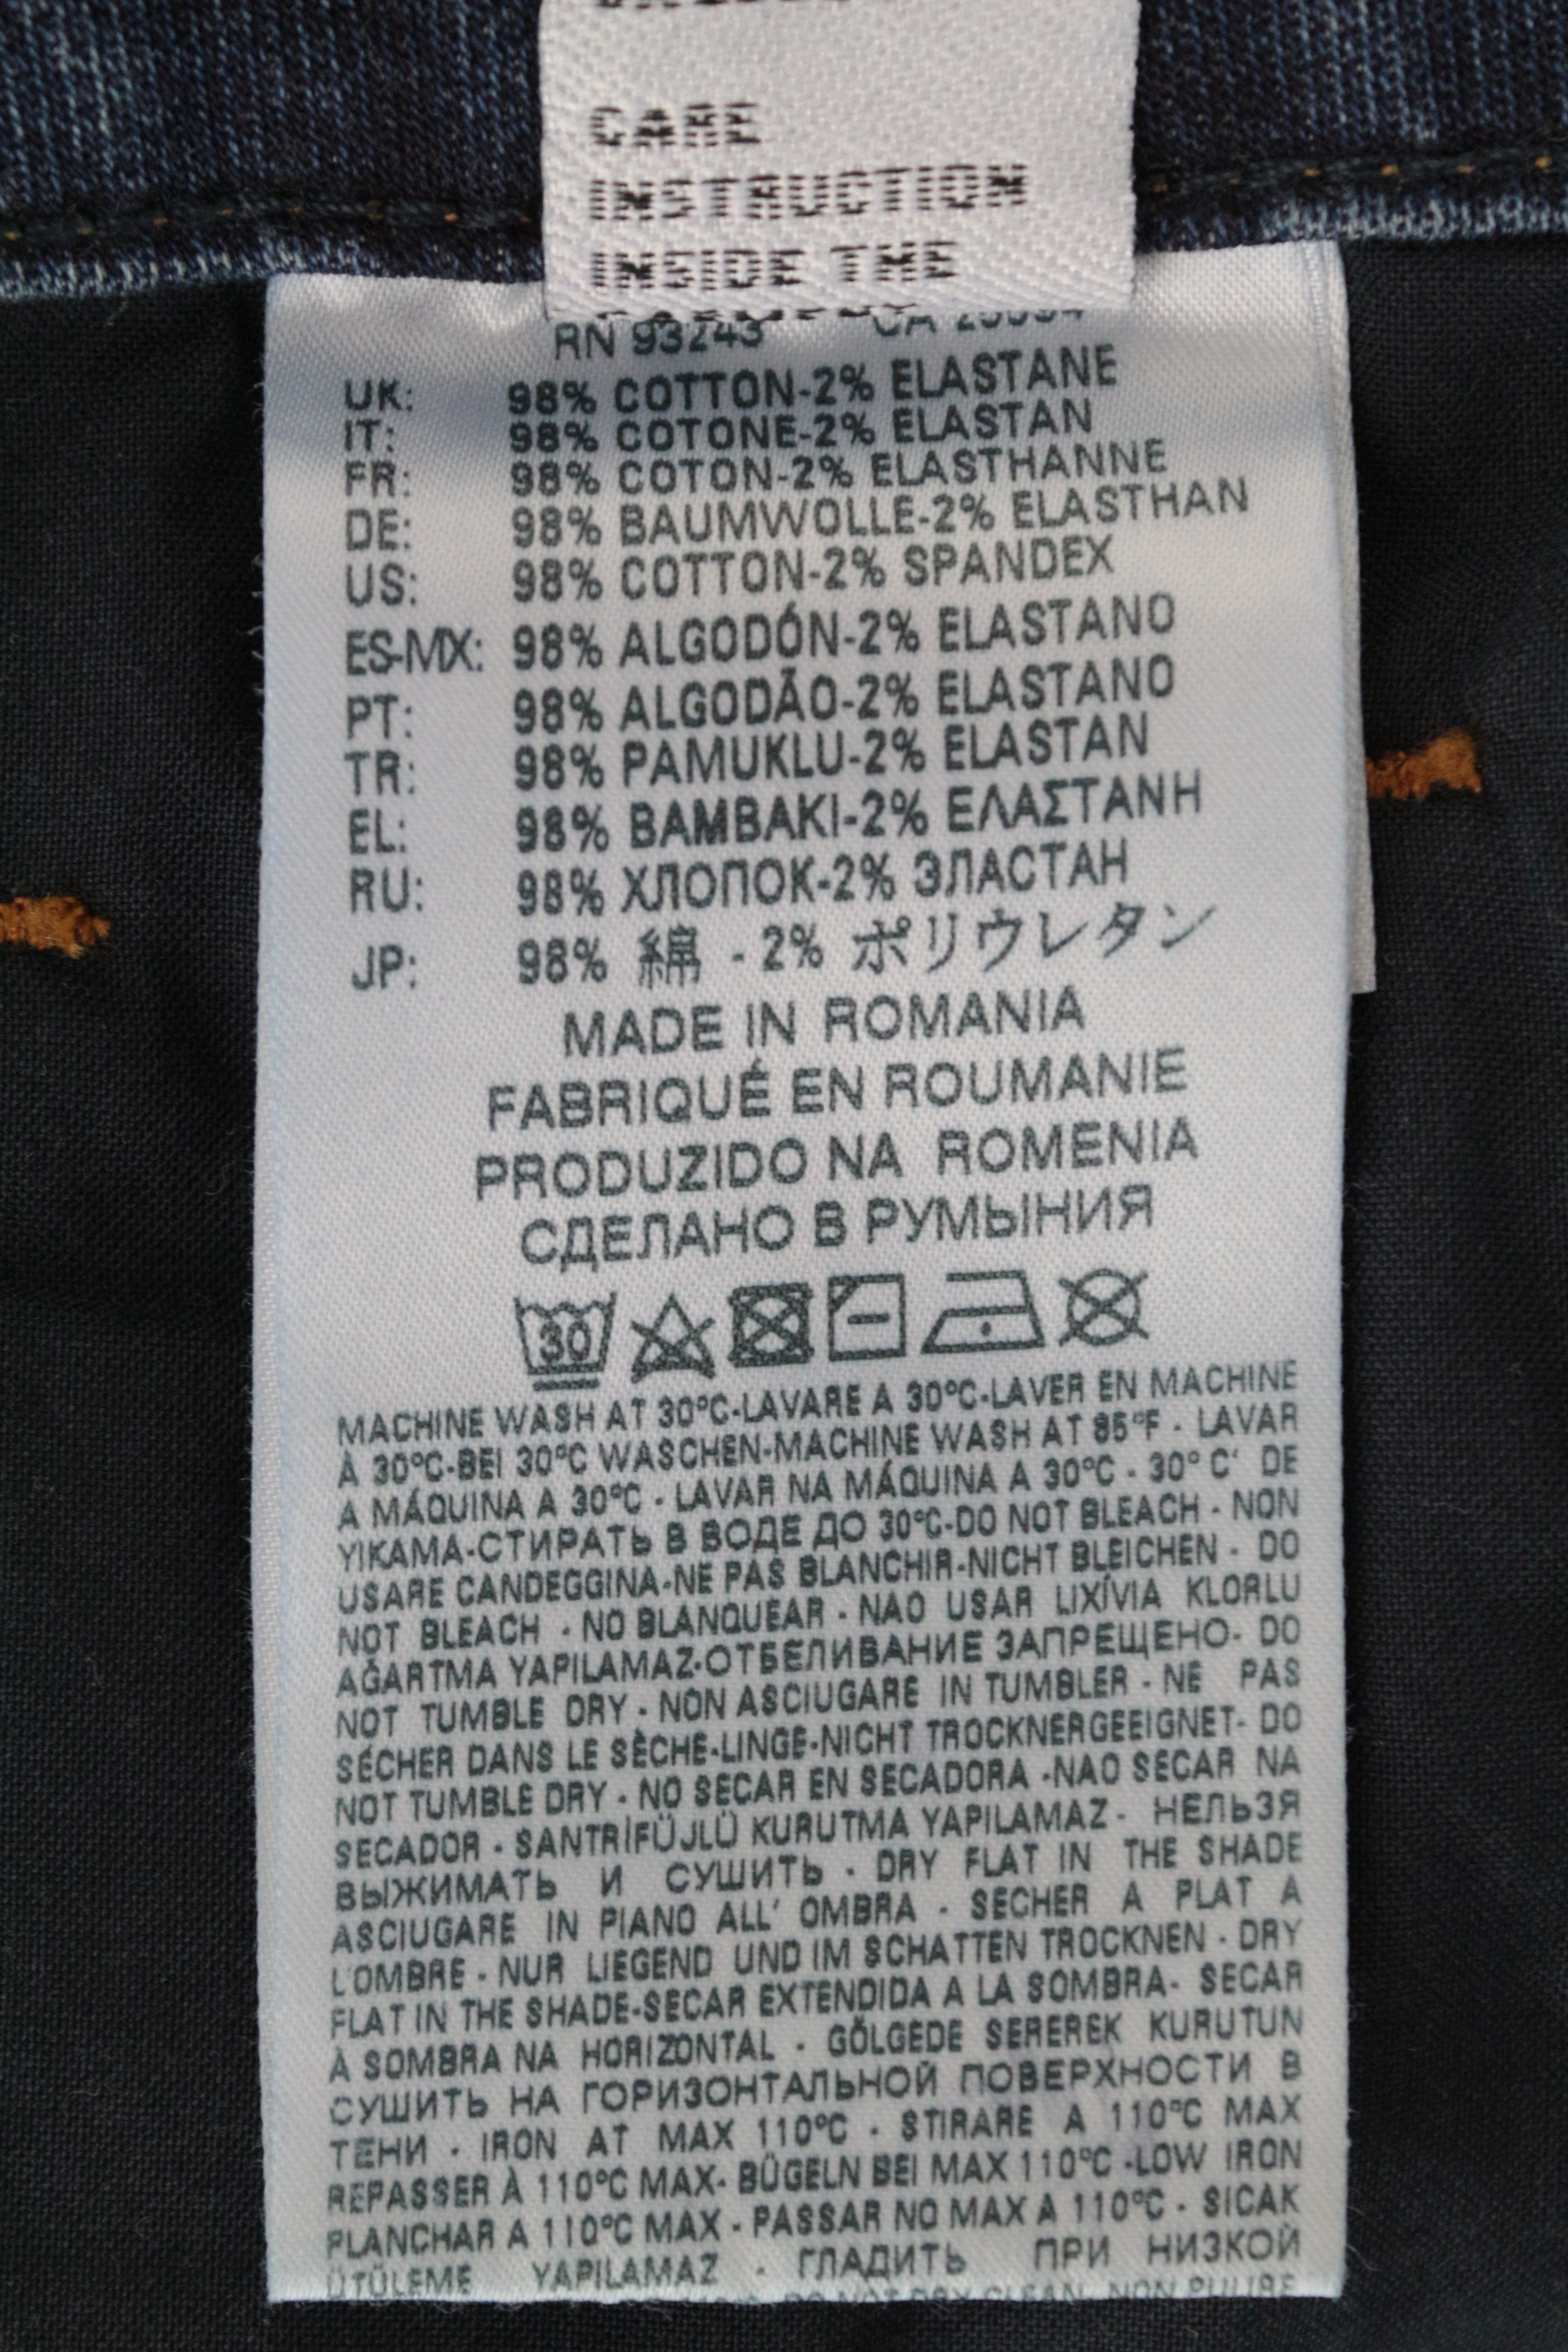 CARE
INSTRUCTION
INSIDE THE
RN 93243 CA
UK: 98% COTTON-2% ELASTANE
IT: 98% COTONE-2% ELASTAN
FR: 98% COTON-2% ELASTHANNE
DE: 98% BAUMWOLLE-2% ELASTHAN
US: 98% COTTON-2% SPANDEX
ES-MX: 98% ALGODÓN-2% ELASTANO
PT: 98% ALGODÃO-2% ELASTANO
TR: 98% PAMUKLU-2% ELASTAN
EL: 98% BAMBAKI-2% ΕΛΑΣΤΑΝΗ
RU: 98% ХЛОПОК-2% ЭЛАСТАН
JP: 98% 綿 - 2% ポリウレタン
MADE IN ROMANIA
FABRIQUÉ EN ROUMANIE
PRODUZIDO NA ROMENIA
СДЕЛАНО В РУМЫНИЯ
30
MACHINE WASH AT 30°C-LAVARE A 30°C-LAVER EN MACHINE
À 30°C-BEI 30°C WASCHEN-MACHINE WASH AT 85°F - LAVAR
A MÁQUINA A 30°C - LAVAR NA MÁQUINA A 30°C - 30° C' DE
YIKAMA-СТИРАТЬ В ВОДЕ ДО 30°C-DO NOT BLEACH - NON
USARE CANDEGGINA-NE PAS BLANCHIR-NICHT BLEICHEN - DO
NOT BLEACH - NO BLANQUEAR - NAO USAR LIXÍVIA KLORLU
AĞARTMA YAPILAMAZ-ОТБЕЛИВАНИЕ ЗАПРЕЩЕНО- DO
NOT TUMBLE DRY - NON ASCIUGARE IN TUMBLER - NE PAS
SÉCHER DANS LE SÈCHE-LINGE-NICHT TROCKNERGEEIGNET- DO
NOT TUMBLE DRY - NO SECAR EN SECADORA -NAO SECAR NA
SECADOR - SANTRİFÜJLÜ KURUTMA YAPILAMAZ - НЕЛЬЗЯ
ВЫЖИМАТЬ И СУШИТЬ - DRY FLAT IN THE SHADE
ASCIUGARE IN PIANO ALL' OMBRA - SECHER A PLAT A
L'OMBRE - NUR LIEGEND UND IM SCHATTEN TROCKNEN - DRY
FLAT IN THE SHADE-SECAR EXTENDIDA A LA SOMBRA- SECAR
À SOMBRA NA HORIZONTAL - GÖLGEDE SEREREK KURUTUN
СУШИТЬ НА ГОРИЗОНТАЛЬНОЙ ПОВЕРХНОСТИ В
ТЕНИ - IRON AT MAX 110°C - STIRARE A 110°C MAX
REPASSER À 110°C MAX- BÜGELN BEI MAX 110°C -LOW IRON
PLANCHAR A 110°C MAX - PASSAR NO MAX A 110°C - SICAK
ÜTÜLEME YAPILAMAZ - ГЛАДИТЬ ПРИ НИЗКОЙ
DO NOT DRY CLEAN NON PULIRE